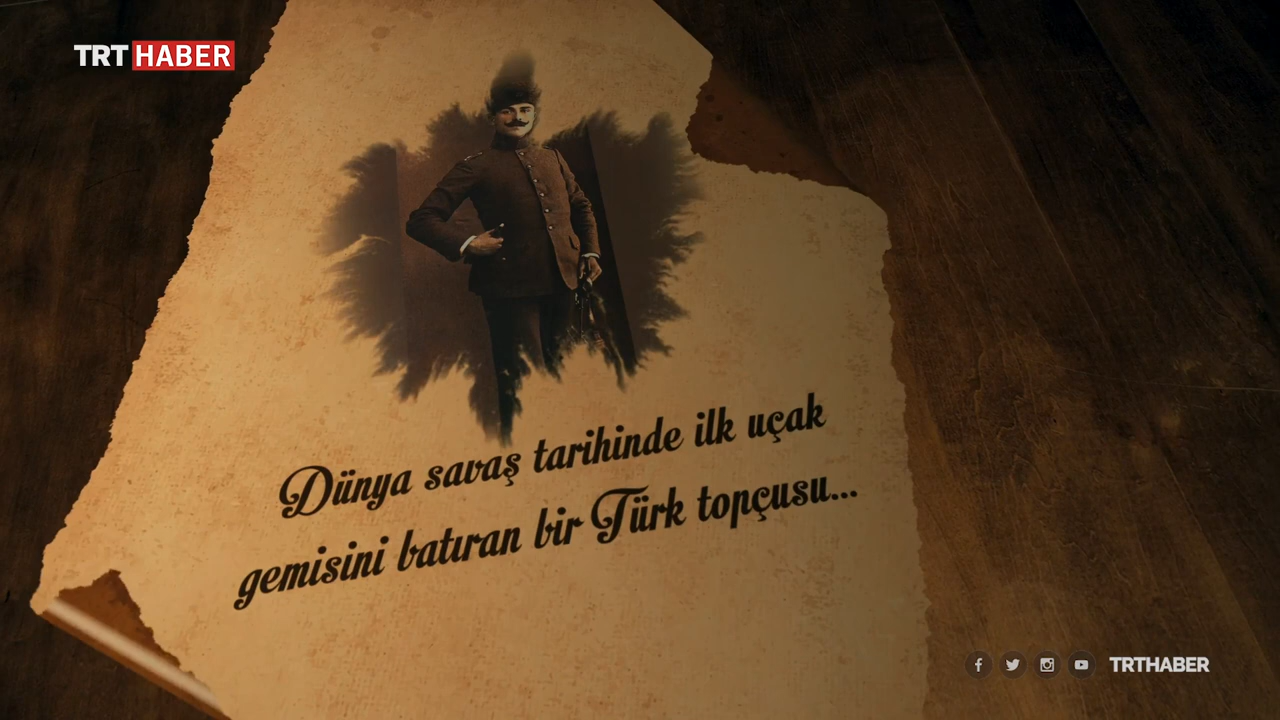 TRT HABER
Dünya savaş tarihinde ilk uçak
gemisini batıran bir Türk topçusu...
TRTHABER